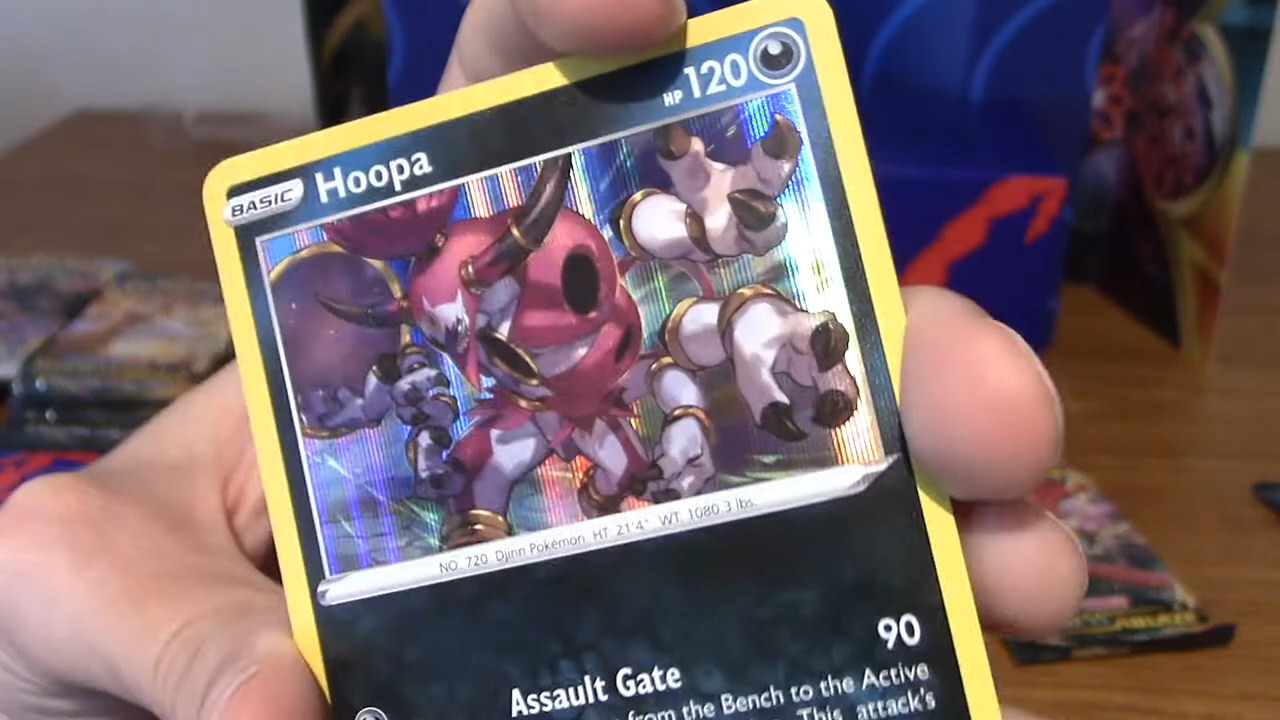 BASIC Hoopa HP 120
NO. 720 Djinn Pokémon HT 21'4" WT 1080.3 lbs.
Assault Gate 90
from the Bench to the Active
This attack's